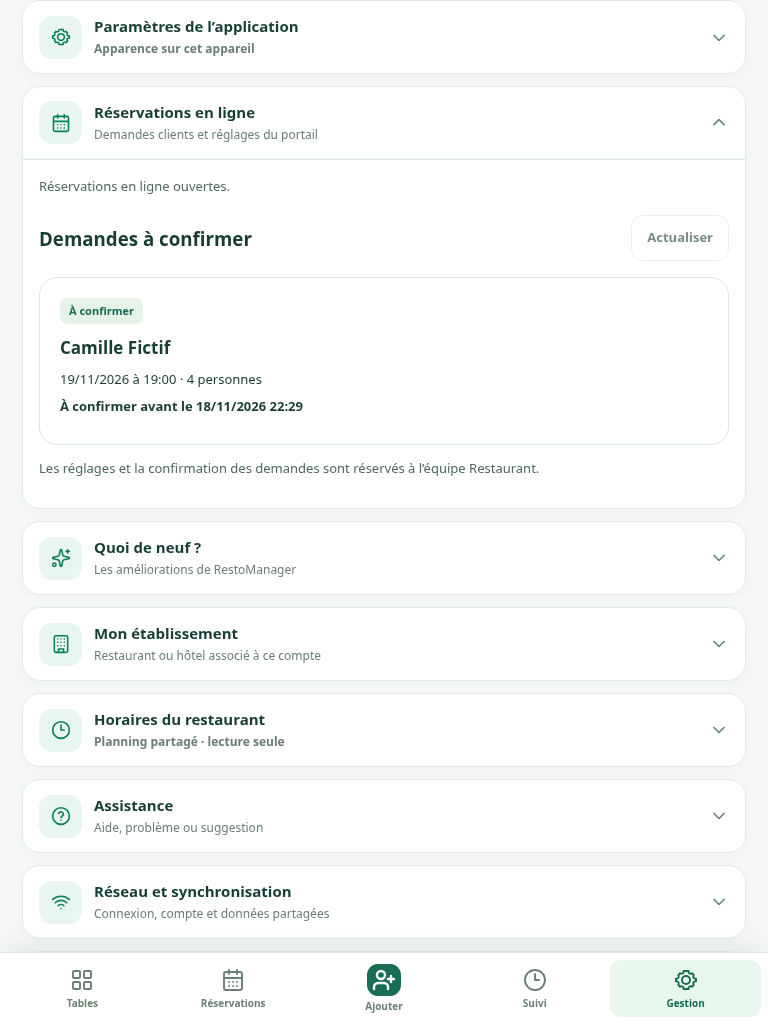 Paramètres de l’application
Apparence sur cet appareil
Réservations en ligne
Demandes clients et réglages du portail
Réservations en ligne ouvertes.
Demandes à confirmer
Actualiser
À confirmer
Camille Fictif
19/11/2026 à 19:00 · 4 personnes
À confirmer avant le 18/11/2026 22:29
Les réglages et la confirmation des demandes sont réservés à l’équipe Restaurant.
Quoi de neuf ?
Les améliorations de RestoManager
Mon établissement
Restaurant ou hôtel associé à ce compte
Horaires du restaurant
Planning partagé · lecture seule
Assistance
Aide, problème ou suggestion
Réseau et synchronisation
Connexion, compte et données partagées
Tables
Réservations
Ajouter
Suivi
Gestion